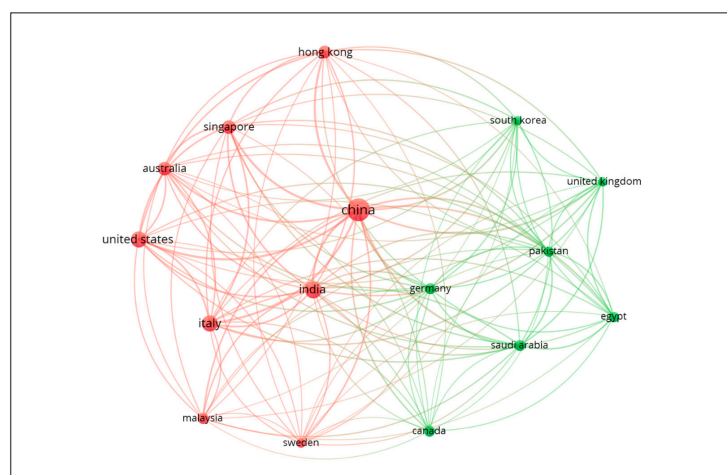 hong kong
south korea
singapore
australia
united kingdom
china
united states
pakistan
india
germany
egypt
italy
saudi arabia
malaysia
canada
sweden